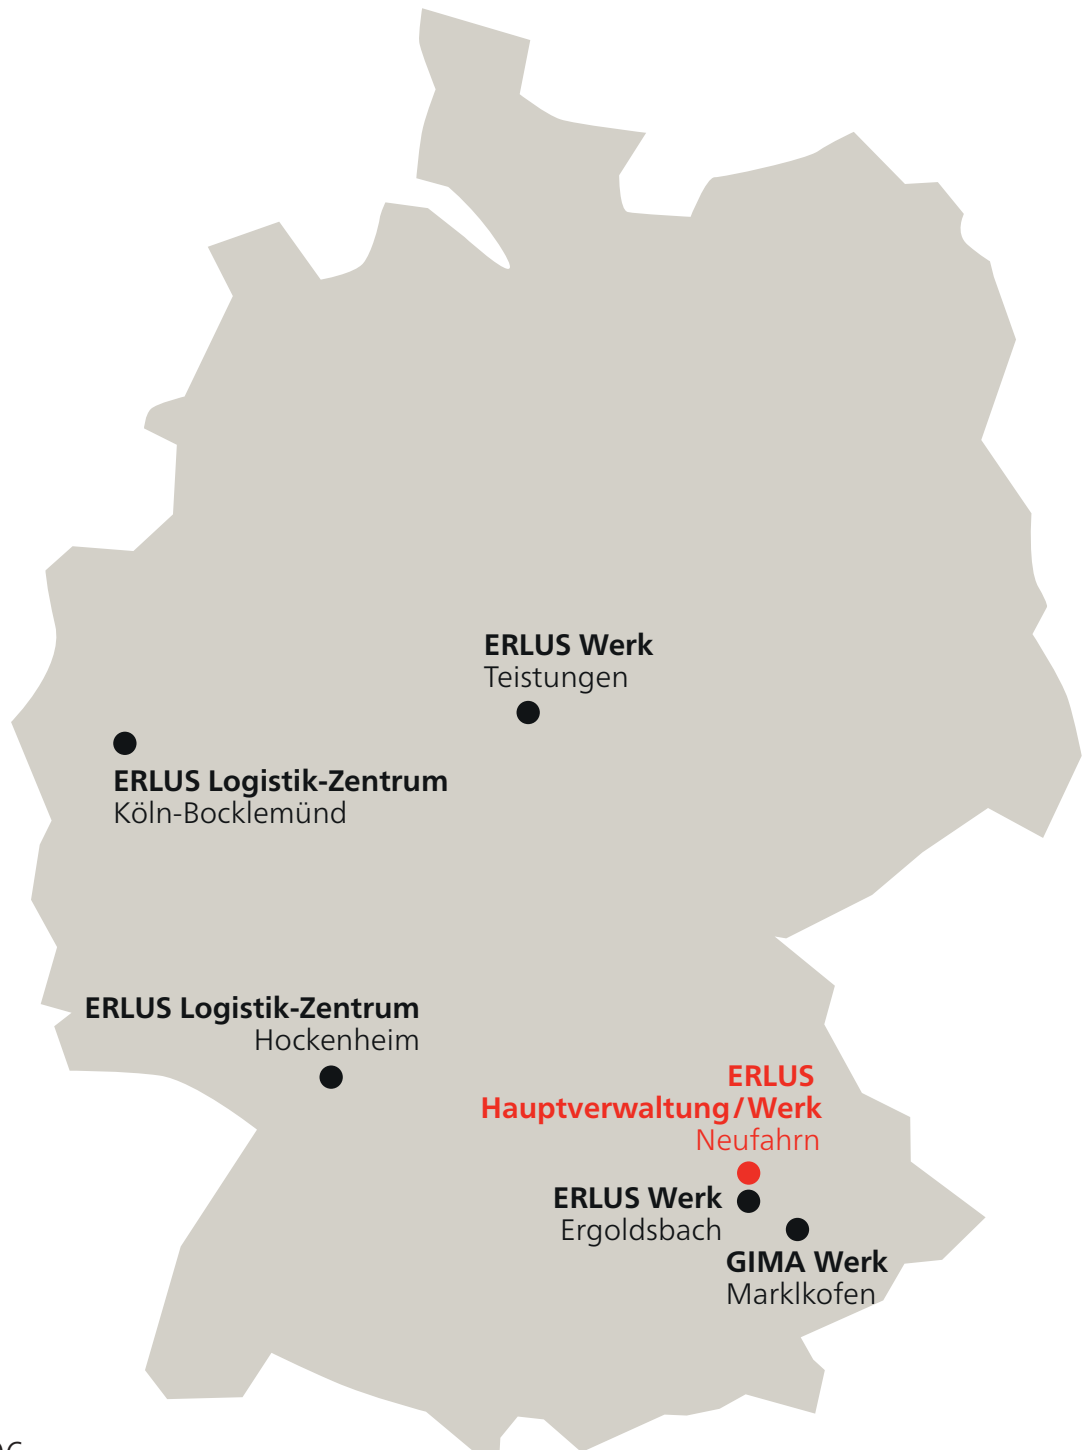 ERLUS Werk
Teistungen
ERLUS Logistik-Zentrum
Köln-Bocklemünd
ERLUS Logistik-Zentrum
Hockenheim
ERLUS
Hauptverwaltung/Werk
Neufahrn
ERLUS Werk
Ergoldsbach
GIMA Werk
Marklkofen